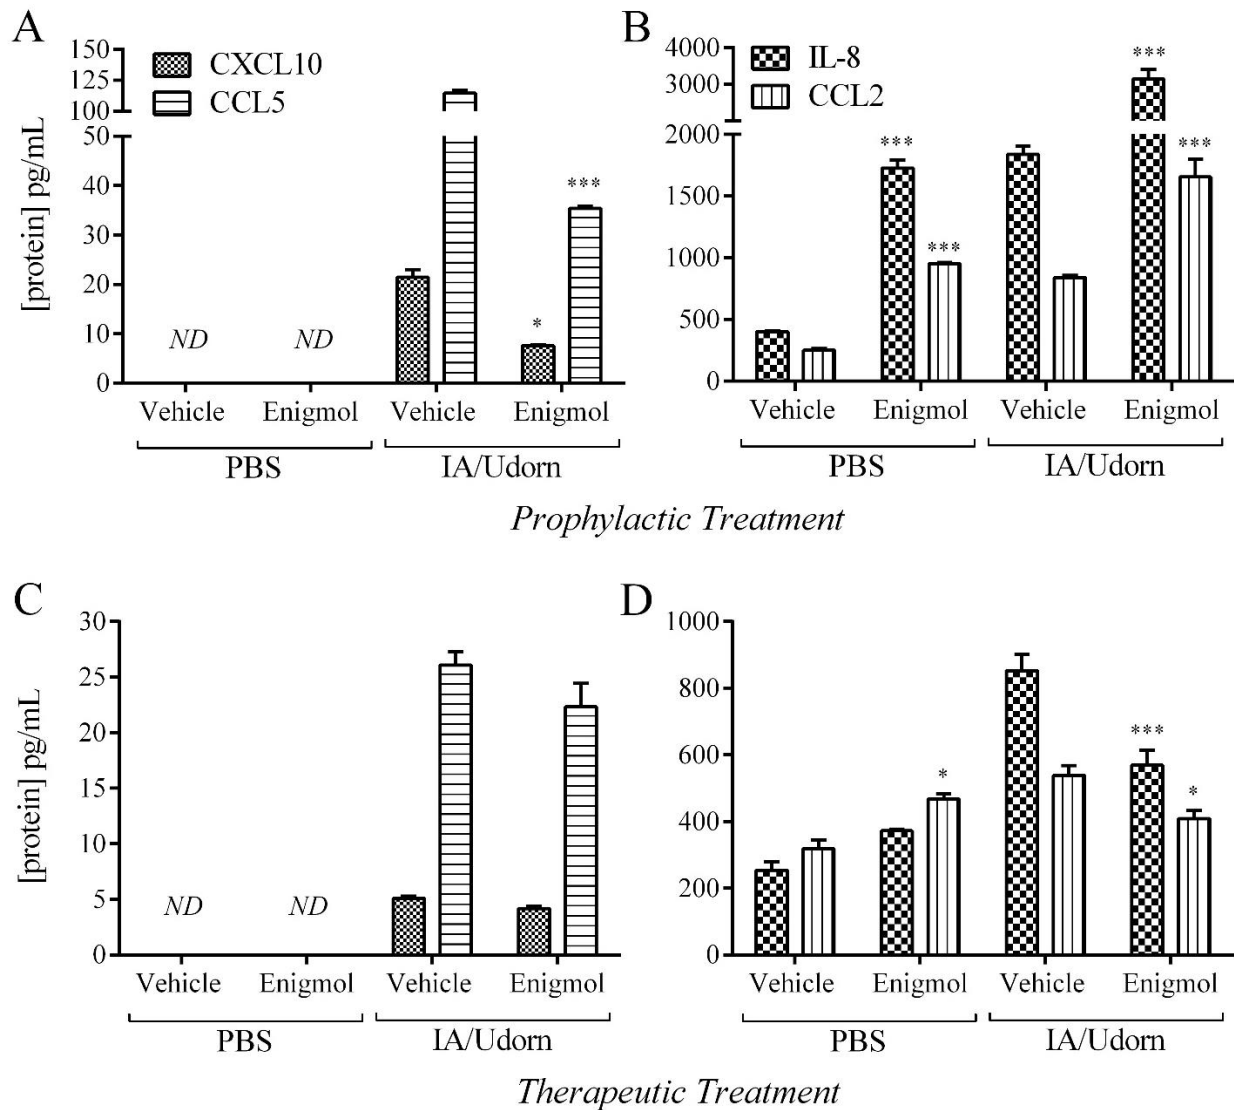 A
B
150
125
100
50
40
30
20
10
0
[protein] pg/mL
CXCL10
CCL5
ND
ND
*
***
Vehicle
Enigmol
Vehicle
Enigmol
PBS
IA/Udorn
4000
3000
2000
1500
1000
500
0
IL-8
CCL2
***
***
***
***
Vehicle
Enigmol
Vehicle
Enigmol
PBS
IA/Udorn
Prophylactic Treatment
C
D
30
25
20
15
10
5
0
[protein] pg/mL
ND
ND
Vehicle
Enigmol
Vehicle
Enigmol
PBS
IA/Udorn
1000
800
600
400
200
0
*
***
*
Vehicle
Enigmol
Vehicle
Enigmol
PBS
IA/Udorn
Therapeutic Treatment